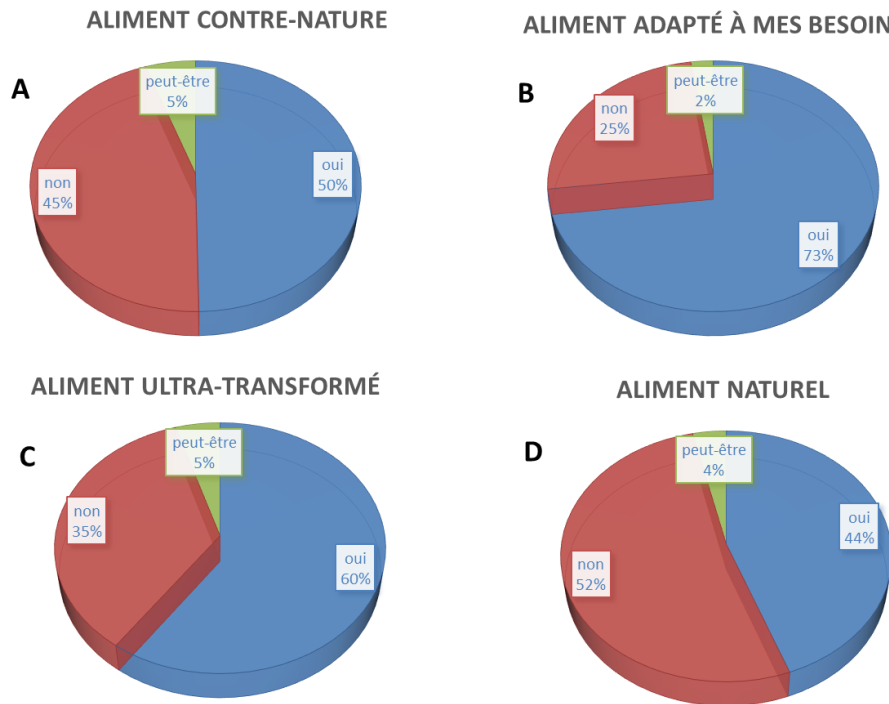 ALIMENT CONTRE-NATURE
A
peut-être
5%
oui
50%
non
45%
ALIMENT ADAPTÉ À MES BESOIN
B
peut-être
2%
non
25%
oui
73%
ALIMENT ULTRA-TRANSFORMÉ
C
peut-être
5%
non
35%
oui
60%
ALIMENT NATUREL
D
peut-être
4%
oui
44%
non
52%